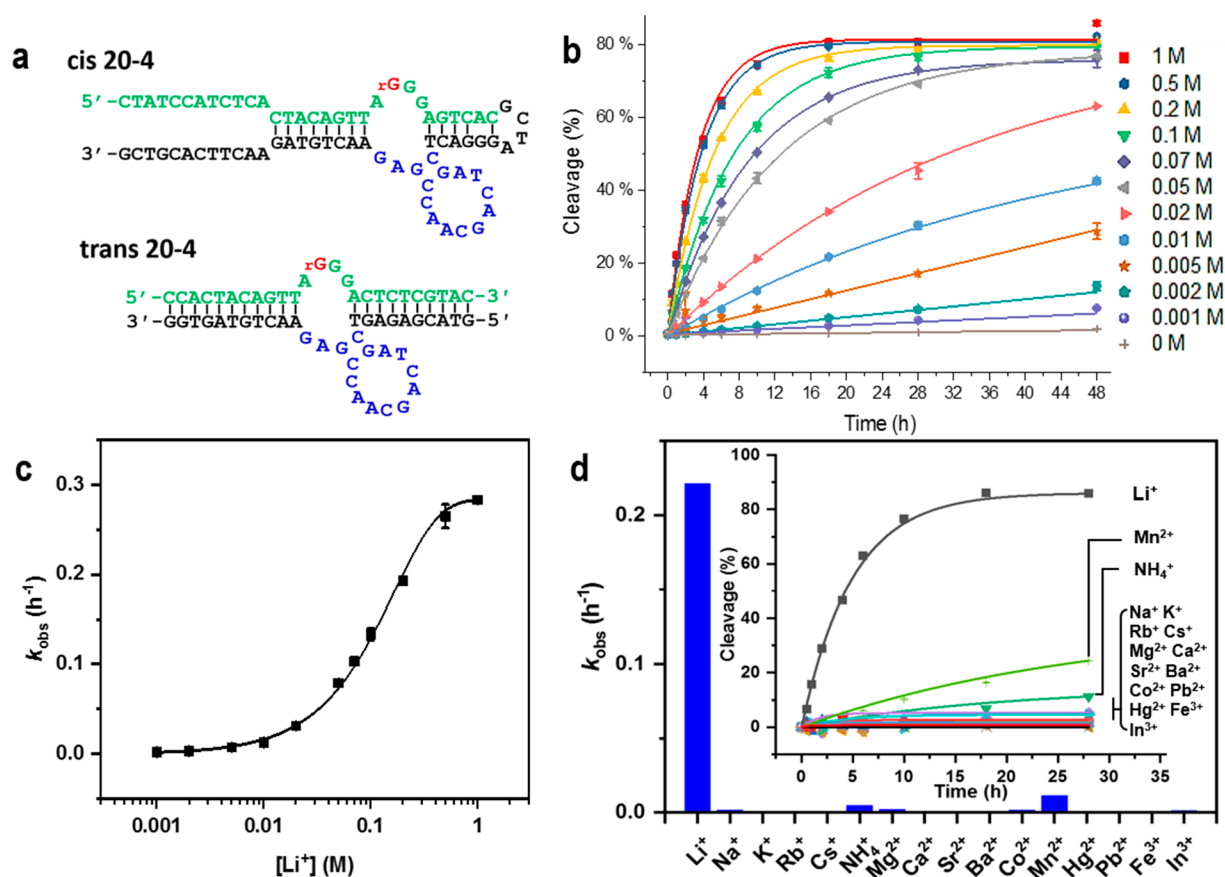 a
cis 20-4
5'-CTATCCATCTCA
CTACAGTT
A
rG
G
G
AGTCAC
G
C
T
A
3'-GCTGCACTTCAA
GATGTCAA
GAGCCAACGACTAGC
trans 20-4
5'-CCACTACAGTT
A
rG
G
G
ACTCTCGTAC-3'
3'-GGTGATGTCAA
TGAGAGCATG-5'
GAGCCAACGACTAGC
b
Cleavage (%)
80 %
60 %
40 %
20 %
0 %
0 4 8 12 16 20 24 28 32 36 40 44 48
Time (h)
1 M
0.5 M
0.2 M
0.1 M
0.07 M
0.05 M
0.02 M
0.01 M
0.005 M
0.002 M
0.001 M
0 M
c
kobs (h-1)
0.3
0.2
0.1
0.0
0.001 0.01 0.1 1
[Li+] (M)
d
kobs (h-1)
0.2
0.1
0.0
Li+ Na+ K+ Rb+ Cs+ NH4+ Mg2+ Ca2+ Sr2+ Ba2+ Co2+ Mn2+ Hg2+ Pb2+ Fe3+ In3+
Cleavage (%)
100
80
60
40
20
0
0 5 10 15 20 25 30 35
Time (h)
Li+
Mn2+
NH4+
Na+ K+
Rb+ Cs+
Mg2+ Ca2+
Sr2+ Ba2+
Co2+ Pb2+
Hg2+ Fe3+
In3+